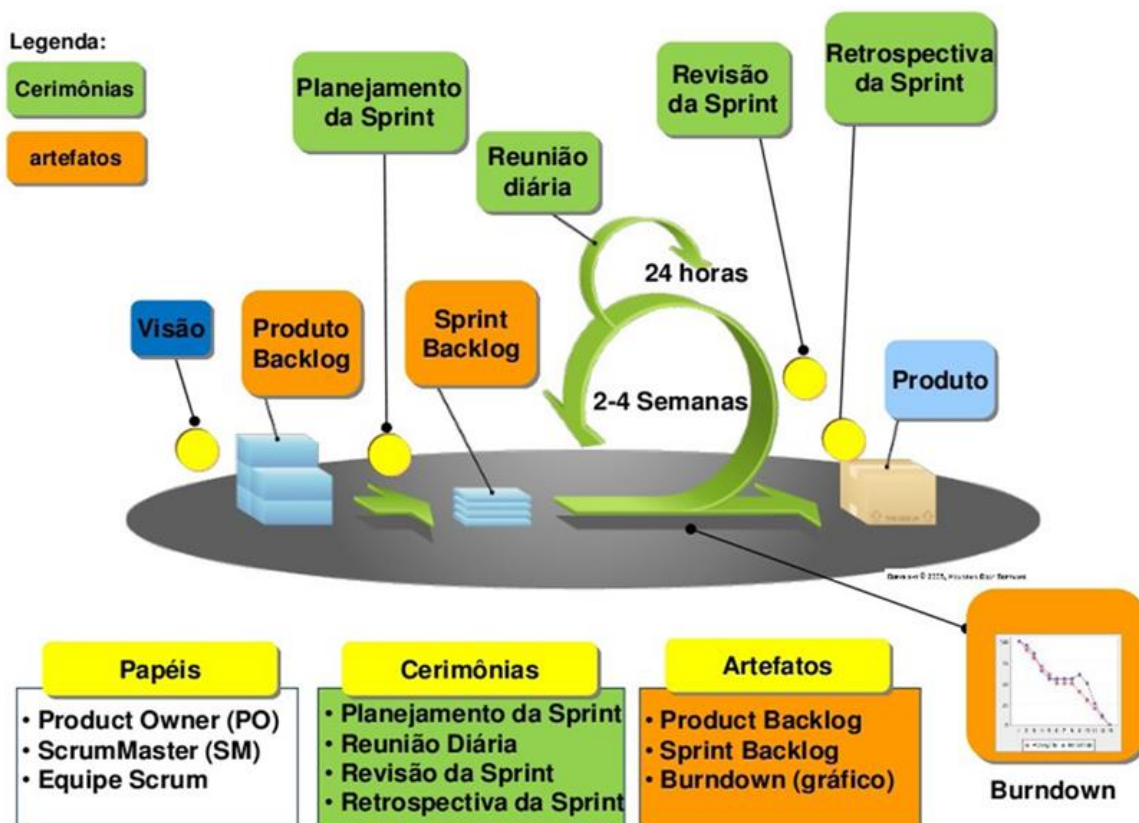 Legenda:
Cerimônias
artefatos
Planejamento
da Sprint
Reunião
diária
Revisão
da Sprint
Retrospectiva
da Sprint
24 horas
2-4 Semanas
Visão
Produto
Backlog
Sprint
Backlog
Produto
Papéis
• Product Owner (PO)
• ScrumMaster (SM)
• Equipe Scrum
Cerimônias
• Planejamento da Sprint
• Reunião Diária
• Revisão da Sprint
• Retrospectiva da Sprint
Artefatos
• Product Backlog
• Sprint Backlog
• Burndown (gráfico)
Burndown